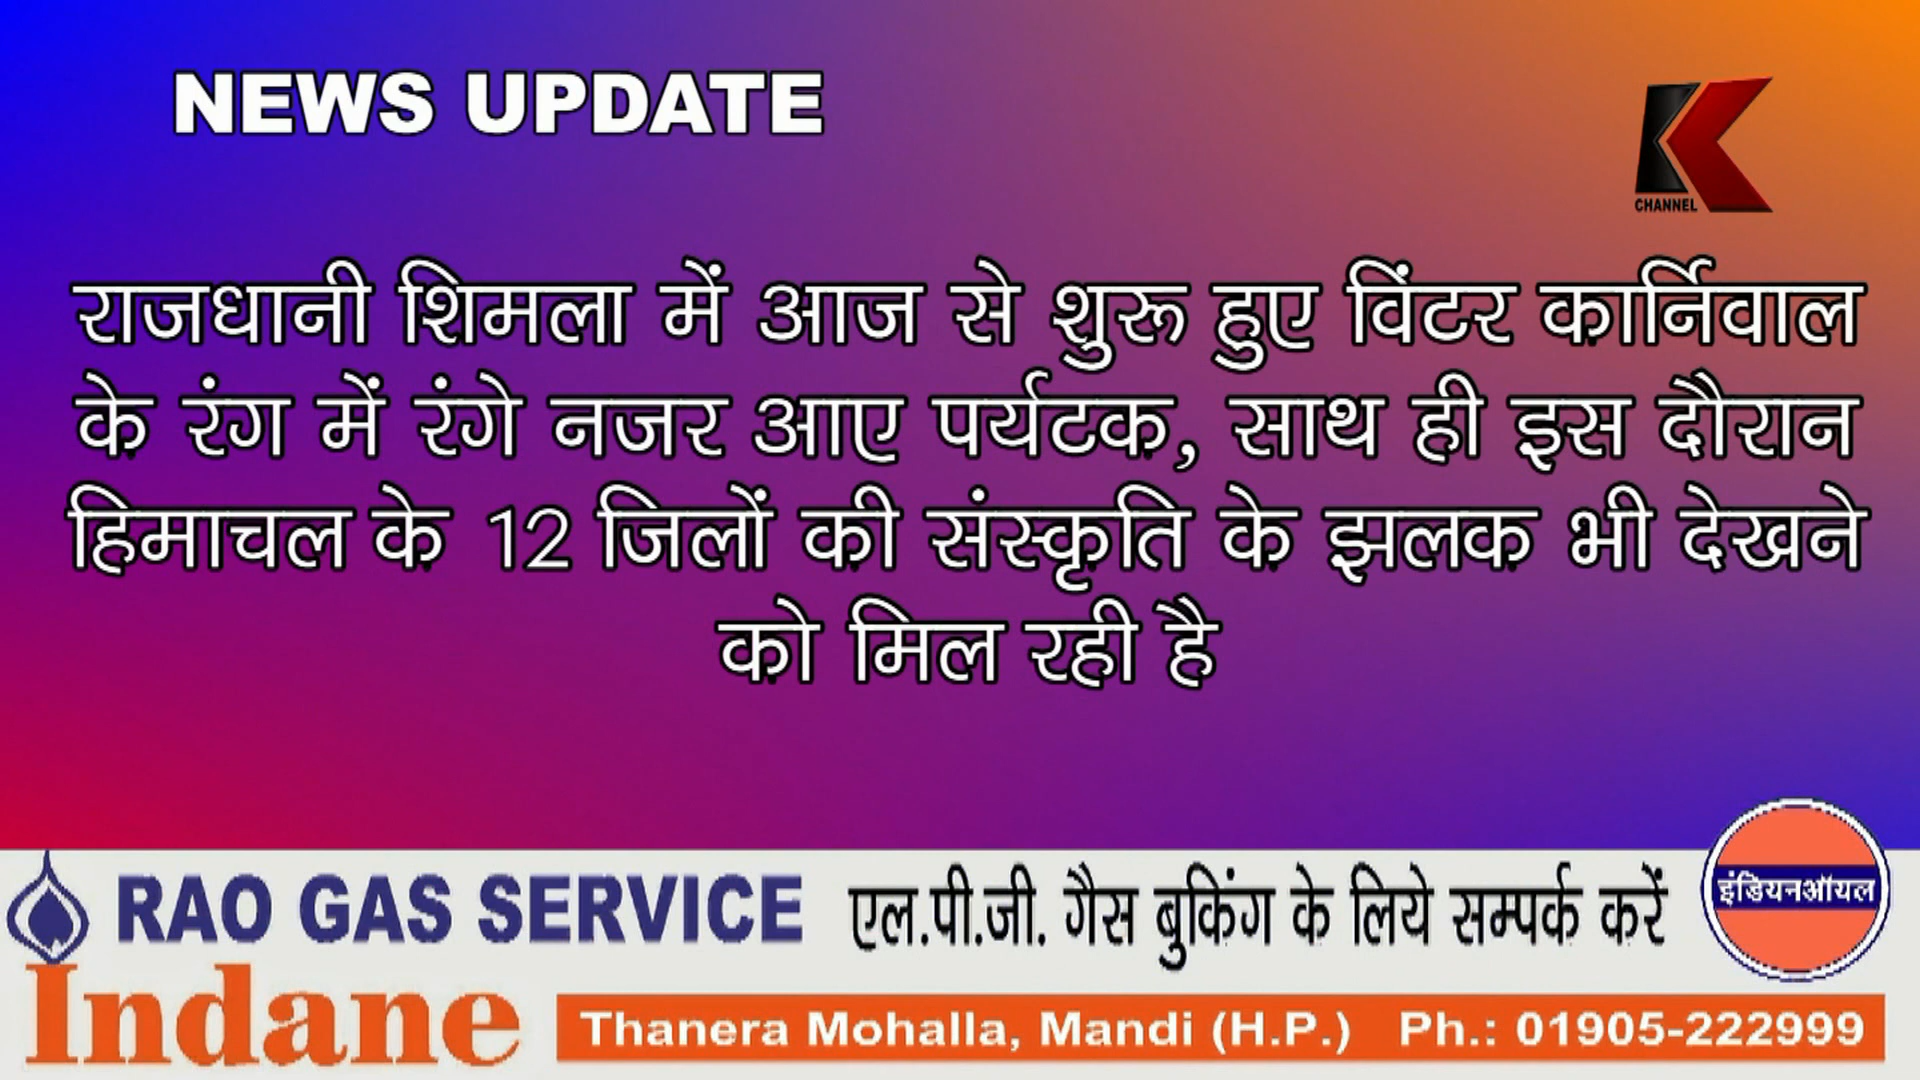 NEWS UPDATE
CHANNEL
राजधानी शिमला में आज से शुरू हुए विंटर कार्निवाल
के रंग में रंगे नजर आए पर्यटक, साथ ही इस दौरान
हिमाचल के 12 जिलों की संस्कृति के झलक भी देखने
को मिल रही है
RAO GAS SERVICE एल.पी.जी. गैस बुकिंग के लिये सम्पर्क करें
इंडियनऑयल
Indane
Thanera Mohalla, Mandi (H.P.) Ph.: 01905-222999